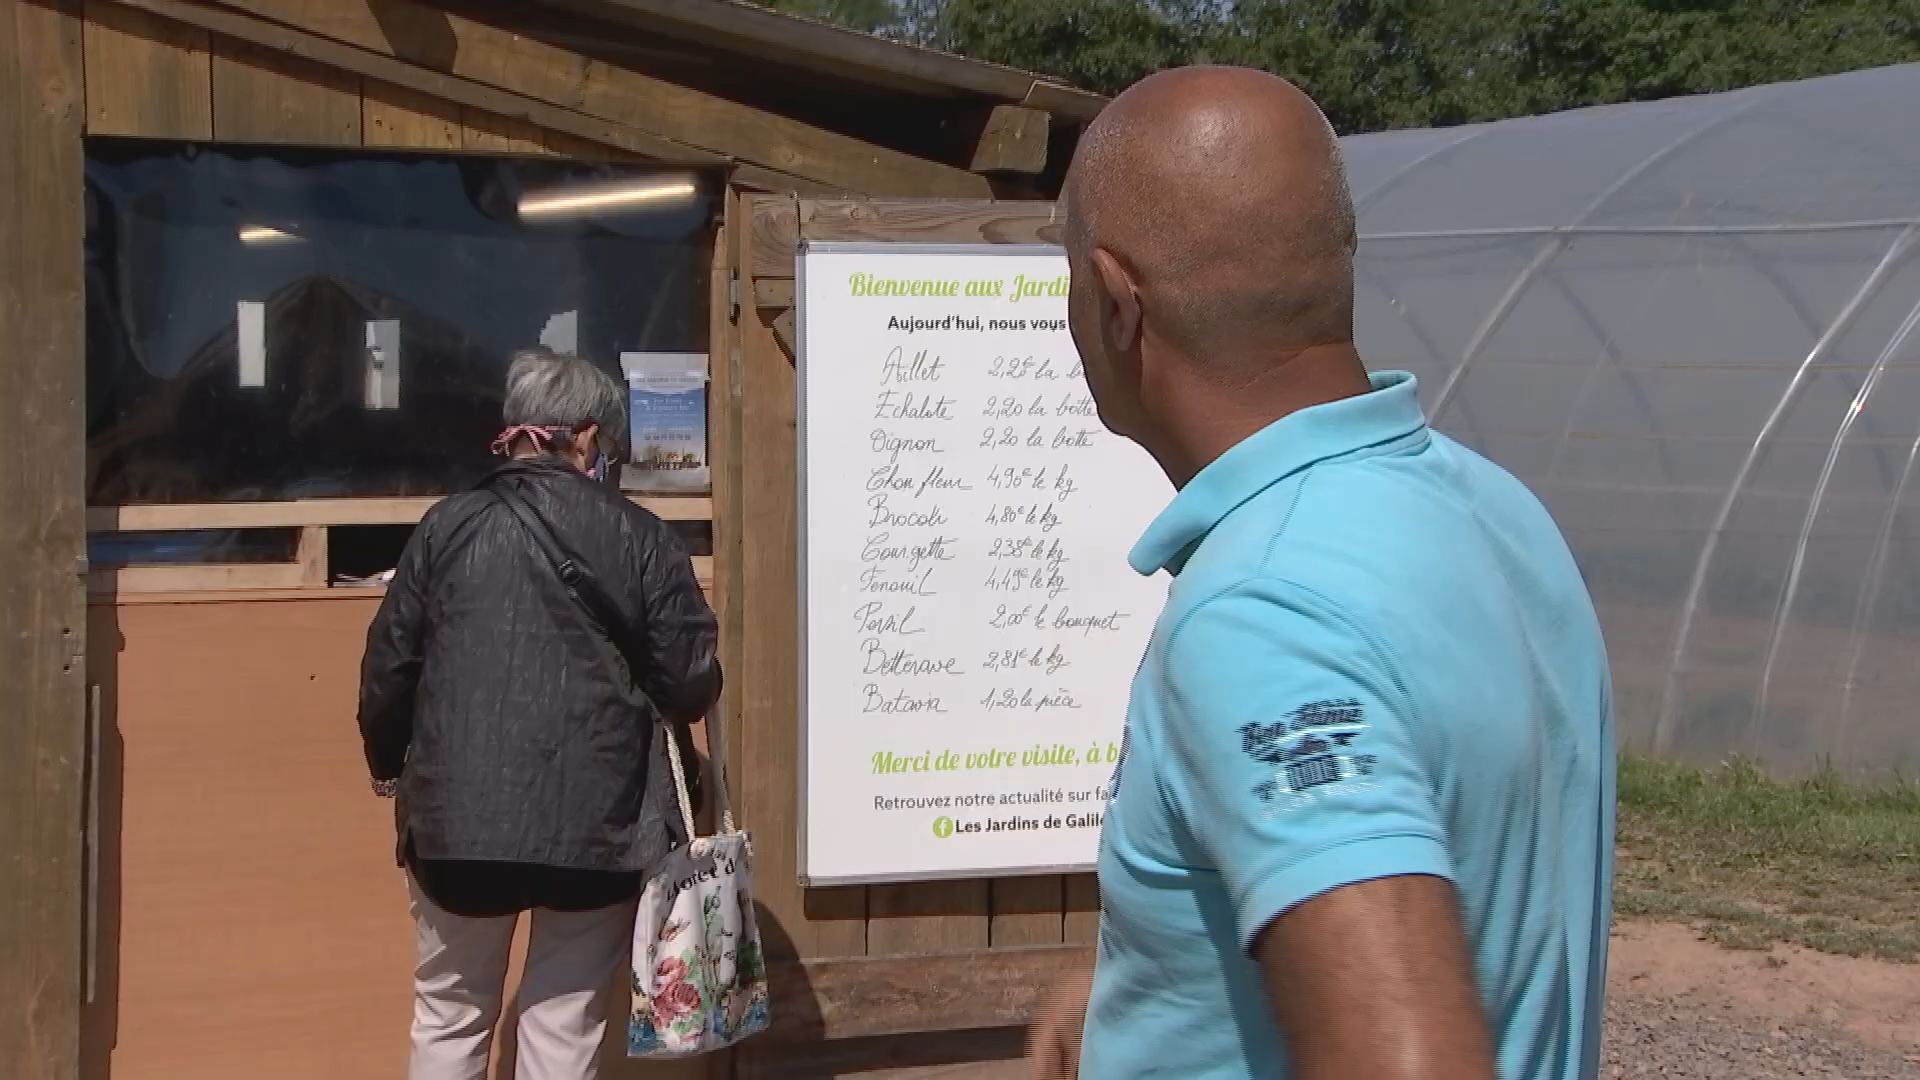 Bienvenue aux Jardi
Aujourd'hui, nous vous
Aillet 2,20€ la b
Echalote 2,20 la botte
Oignon 2,20 la botte
Chou fleur 4,90€ le kg
Brocoli 4,80€ le kg
Courgette 2,38€ le kg
Fenouil 4,49€ le kg
Persil 2,00€ le bouquet
Betterave 2,81€ le kg
Batavia 1,20 la pièce
Merci de votre visite, à b
Retrouvez notre actualité sur fa
Les Jardins de Galilé